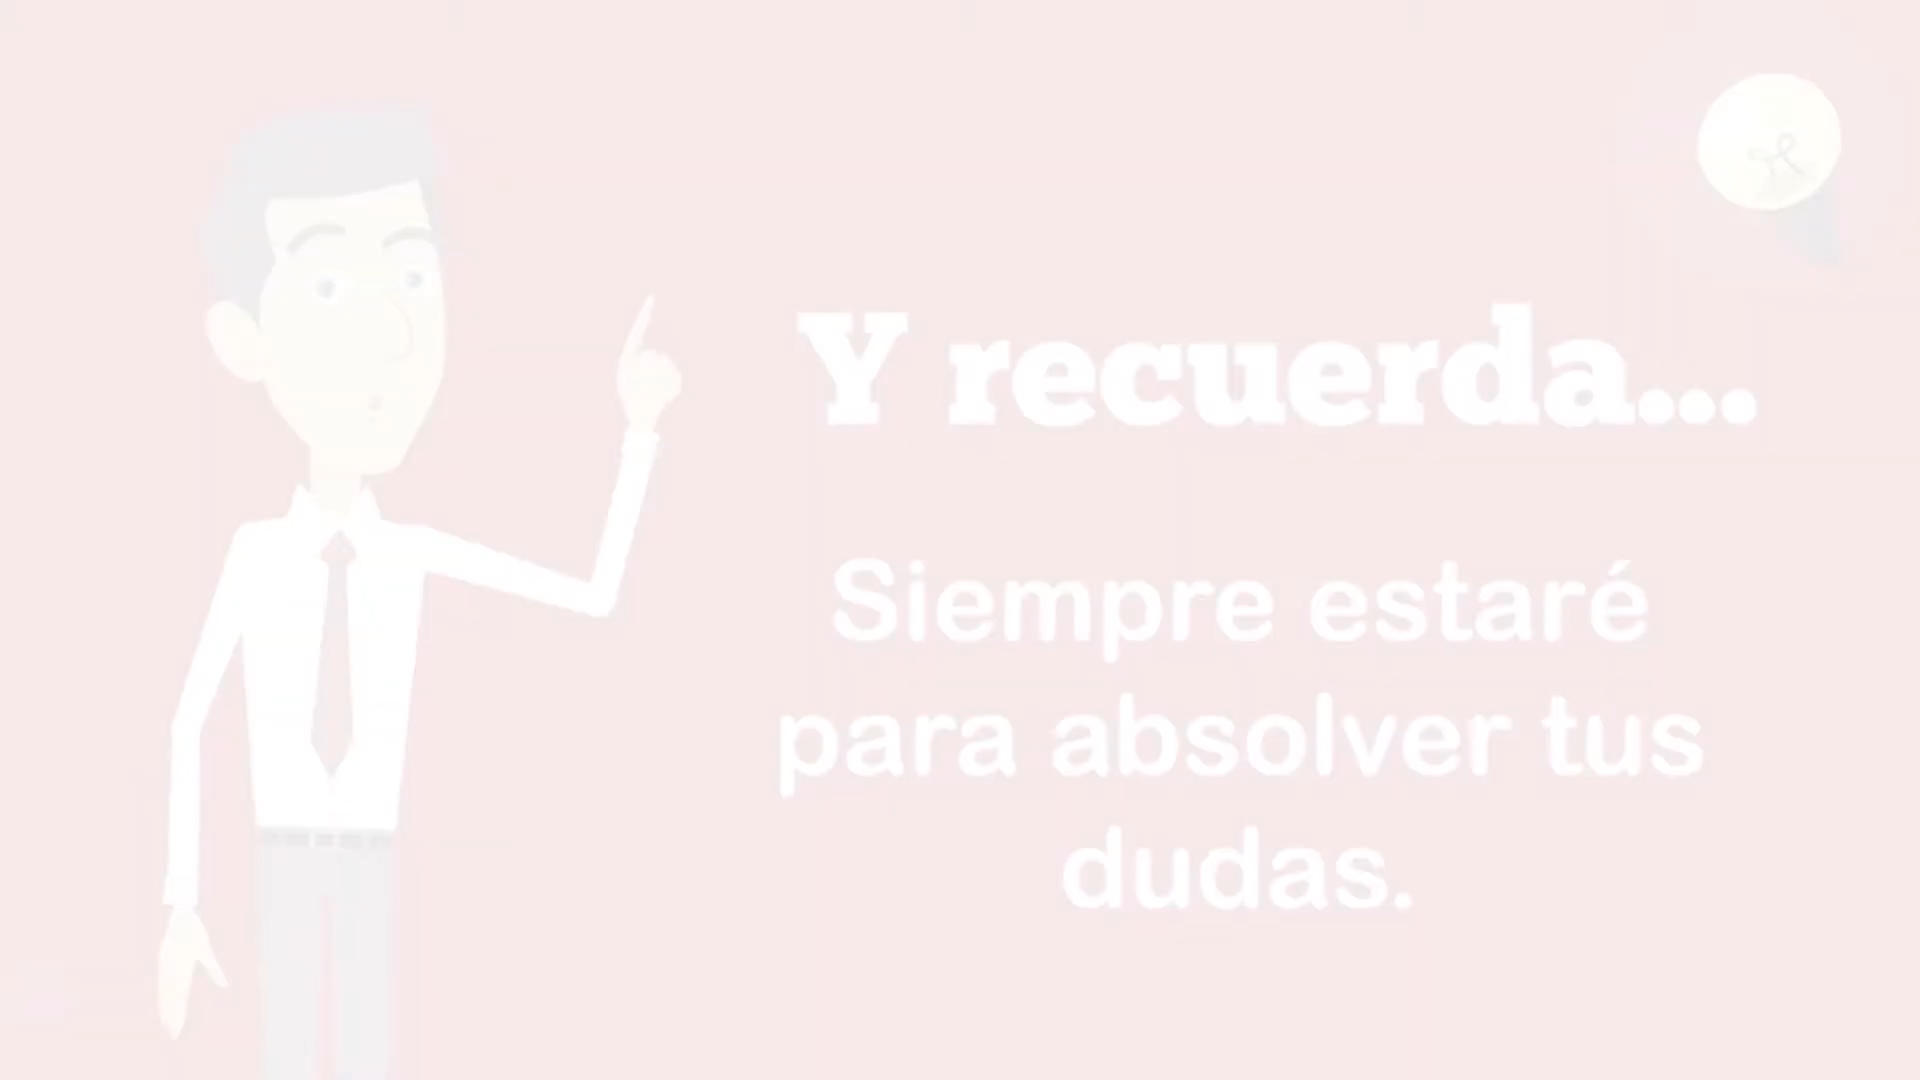 Y recuerda...
Siempre estaré
para absolver tus
dudas.